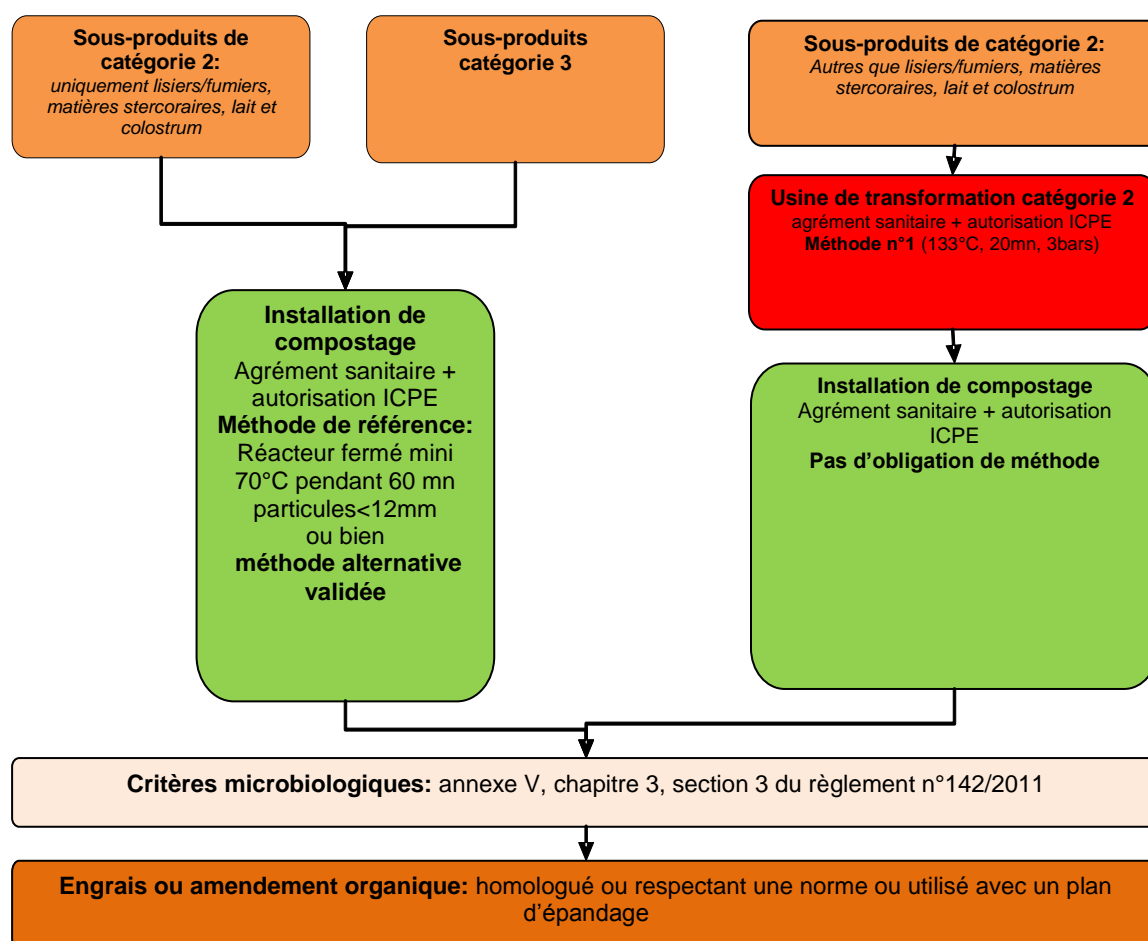 Sous-produits de
catégorie 2:
uniquement lisiers/fumiers,
matières stercoraires, lait et
colostrum
Sous-produits
catégorie 3
Sous-produits de catégorie 2:
Autres que lisiers/fumiers, matières
stercoraires, lait et colostrum
Usine de transformation catégorie 2
agrément sanitaire + autorisation ICPE
Méthode n°1 (133°C, 20mn, 3bars)
Installation de
compostage
Agrément sanitaire +
autorisation ICPE
Méthode de référence:
Réacteur fermé mini
70°C pendant 60 mn
particules<12mm
ou bien
méthode alternative
validée
Installation de compostage
Agrément sanitaire + autorisation
ICPE
Pas d’obligation de méthode
Critères microbiologiques: annexe V, chapitre 3, section 3 du règlement n°142/2011
Engrais ou amendement organique: homologué ou respectant une norme ou utilisé avec un plan
d’épandage